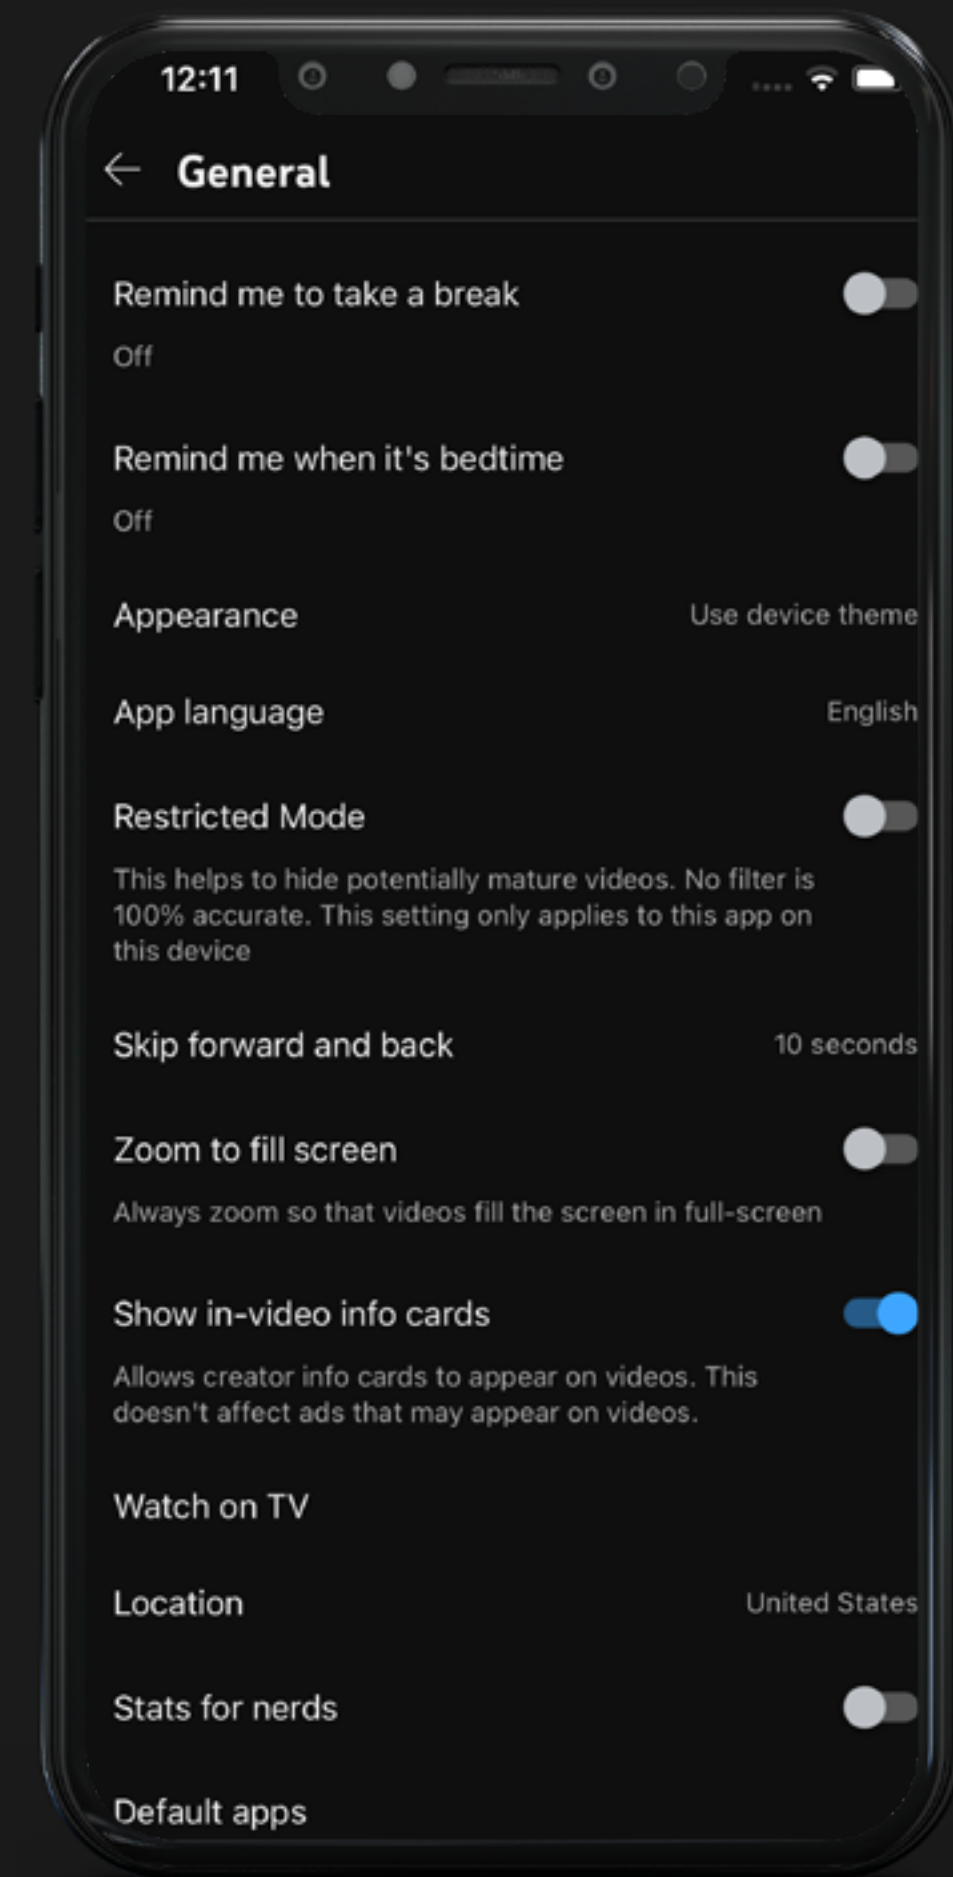 12:11
General
Remind me to take a break
Off
Remind me when it's bedtime
Off
Appearance
Use device theme
App language
English
Restricted Mode
This helps to hide potentially mature videos. No filter is
100% accurate. This setting only applies to this app on
this device
Skip forward and back
10 seconds
Zoom to fill screen
Always zoom so that videos fill the screen in full-screen
Show in-video info cards
Allows creator info cards to appear on videos. This
doesn't affect ads that may appear on videos.
Watch on TV
Location
United States
Stats for nerds
Default apps